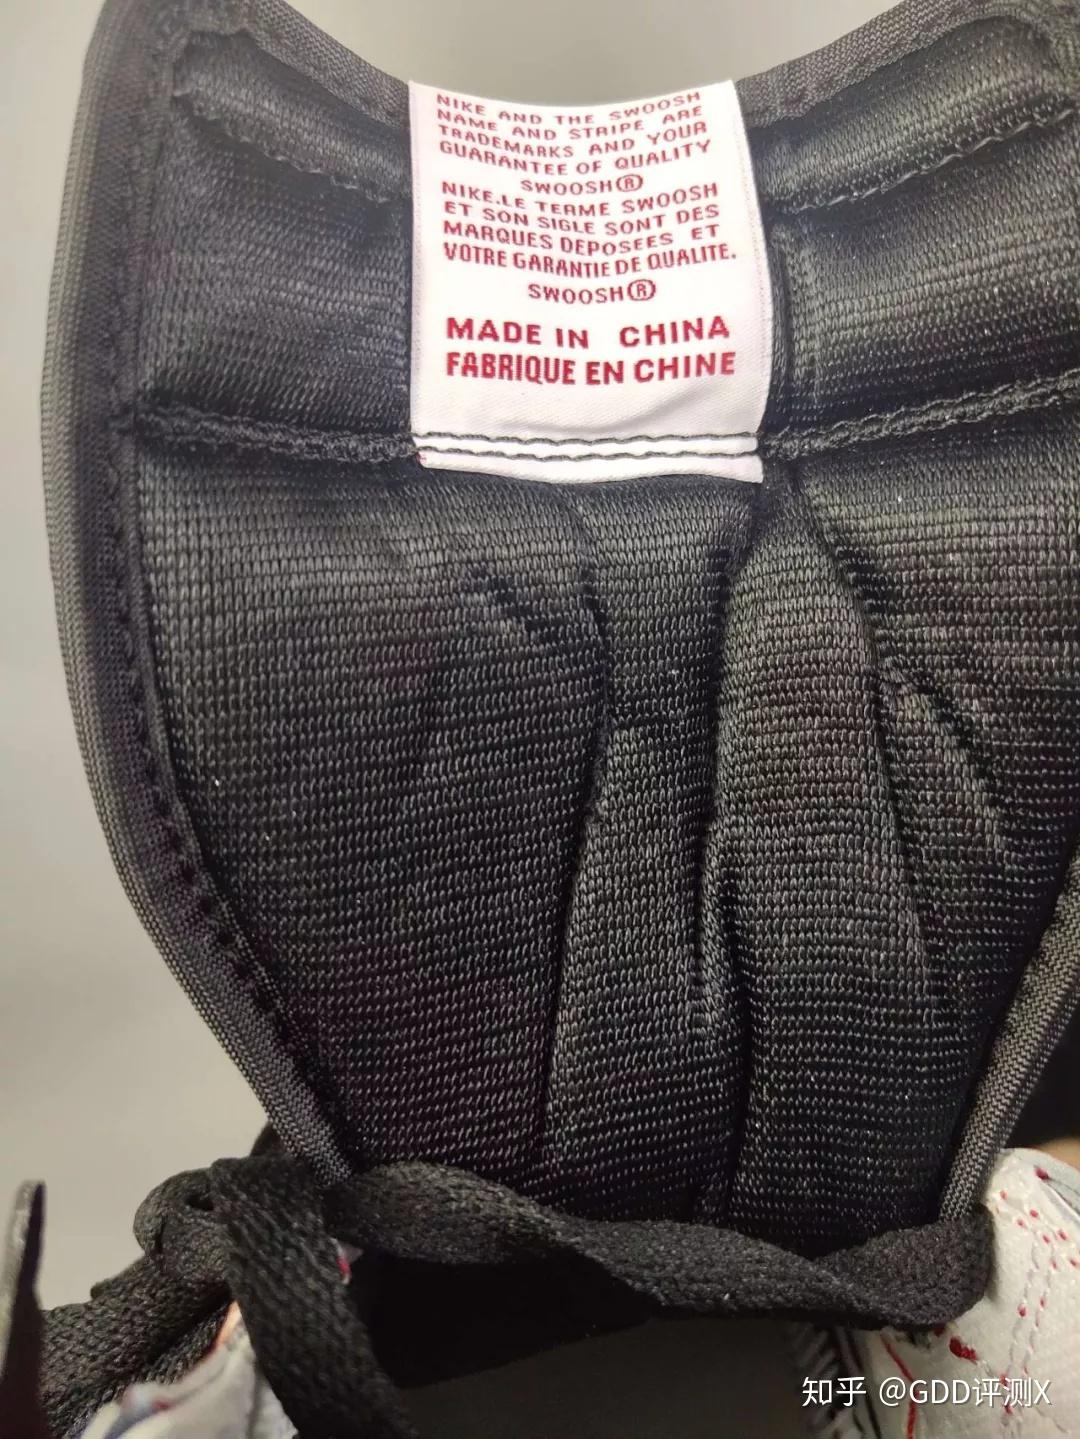 NIKE AND THE SWOOSH
NAME AND STRIPE ARE
TRADEMARKS AND YOUR
GUARANTEE OF QUALITY
SWOOSH®
NIKE.LE TERME SWOOSH
ET SON SIGLE SONT DES
MARQUES DEPOSEES ET
VOTRE GARANTIE DE QUALITE.
SWOOSH®
MADE IN CHINA
FABRIQUE EN CHINE
知乎 @GDD评测X